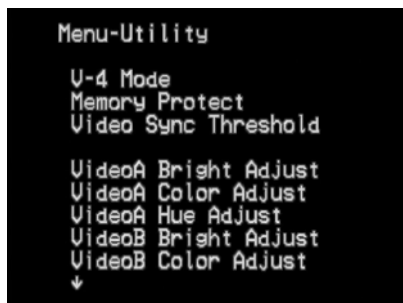 Menu-Utility
V-4 Mode
Memory Protect
Video Sync Threshold
VideoA Bright Adjust
VideoA Color Adjust
VideoA Hue Adjust
VideoB Bright Adjust
VideoB Color Adjust
↓